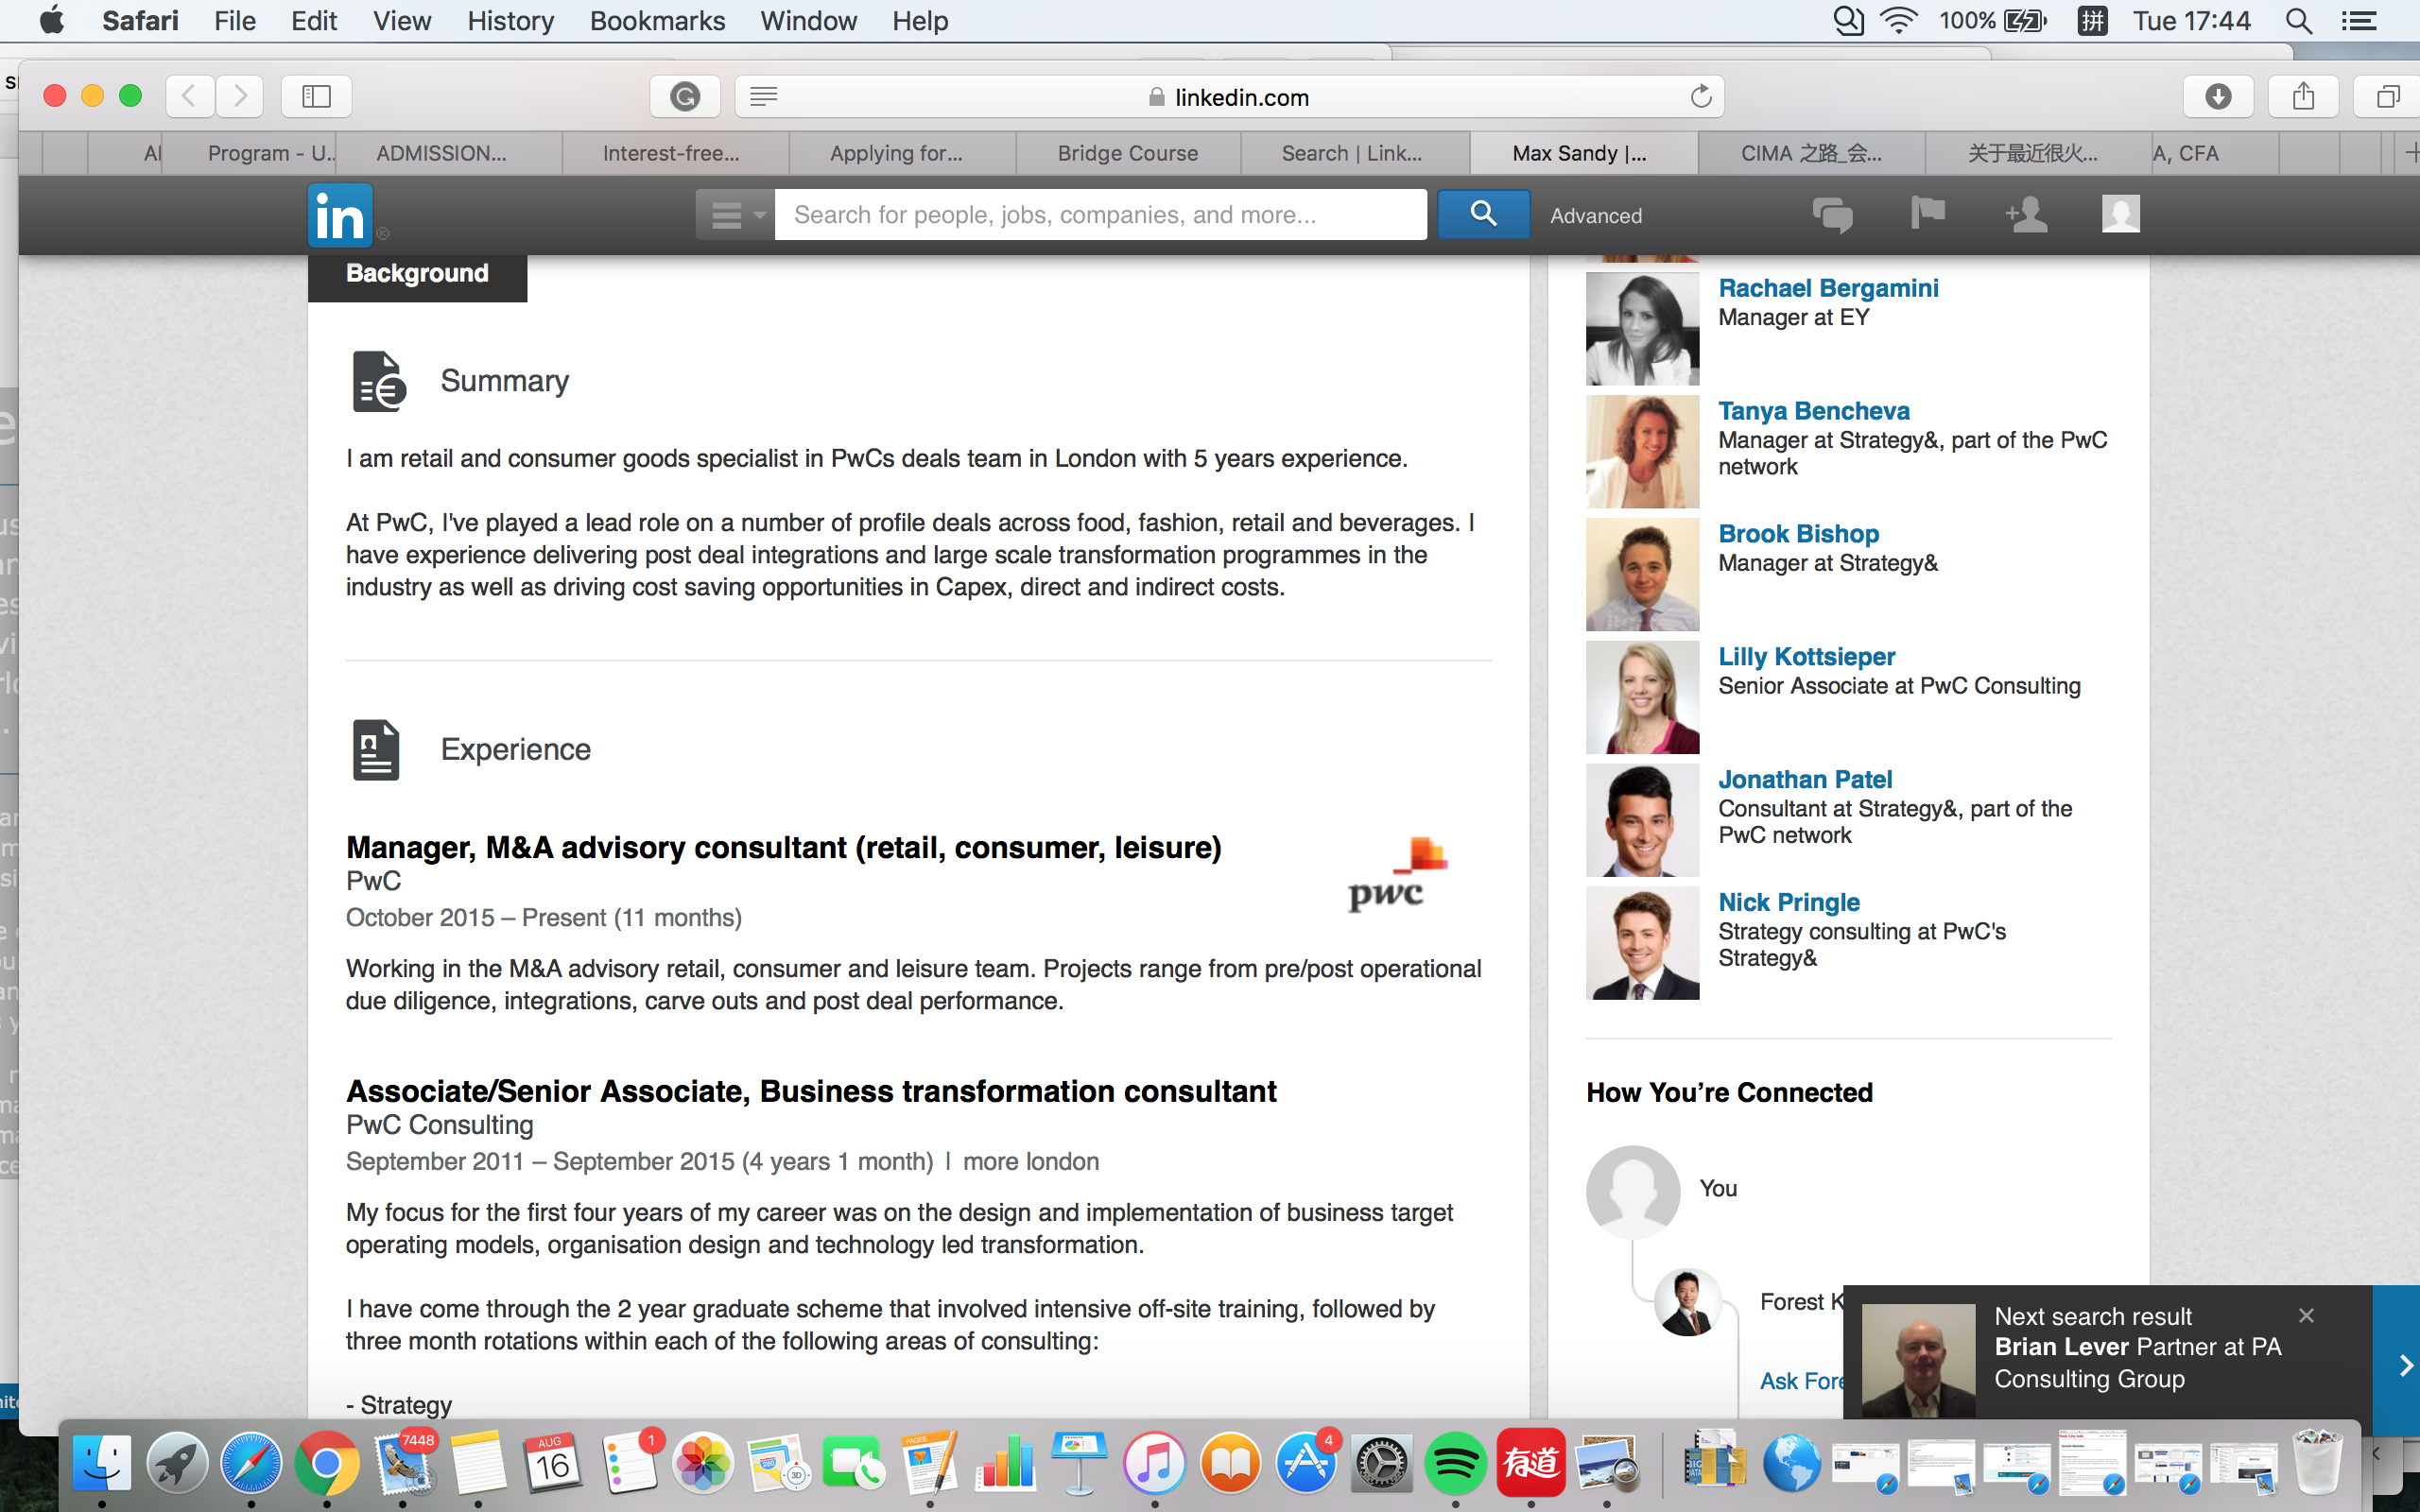 Safari File Edit View History Bookmarks Window Help 100% 拼 Tue 17:44
linkedin.com
Program - U... ADMISSION... Interest-free... Applying for... Bridge Course Search | Link... Max Sandy |... CIMA 之路_会... 关于最近很火... A, CFA
in Search for people, jobs, companies, and more... Advanced
Background
Summary
I am retail and consumer goods specialist in PwCs deals team in London with 5 years experience.
At PwC, I've played a lead role on a number of profile deals across food, fashion, retail and beverages. I
have experience delivering post deal integrations and large scale transformation programmes in the
industry as well as driving cost saving opportunities in Capex, direct and indirect costs.
Experience
Manager, M&A advisory consultant (retail, consumer, leisure)
PwC
pwc
October 2015 – Present (11 months)
Working in the M&A advisory retail, consumer and leisure team. Projects range from pre/post operational
due diligence, integrations, carve outs and post deal performance.
Associate/Senior Associate, Business transformation consultant
PwC Consulting
September 2011 – September 2015 (4 years 1 month) | more london
My focus for the first four years of my career was on the design and implementation of business target
operating models, organisation design and technology led transformation.
I have come through the 2 year graduate scheme that involved intensive off-site training, followed by
three month rotations within each of the following areas of consulting:
- Strategy
Rachael Bergamini
Manager at EY
Tanya Bencheva
Manager at Strategy&, part of the PwC
network
Brook Bishop
Manager at Strategy&
Lilly Kottsieper
Senior Associate at PwC Consulting
Jonathan Patel
Consultant at Strategy&, part of the
PwC network
Nick Pringle
Strategy consulting at PwC's
Strategy&
How You're Connected
You
Forest K
Ask Fore
Next search result
Brian Lever Partner at PA
Consulting Group
7448
AUG
16
1
3D
PAGES
4
有道